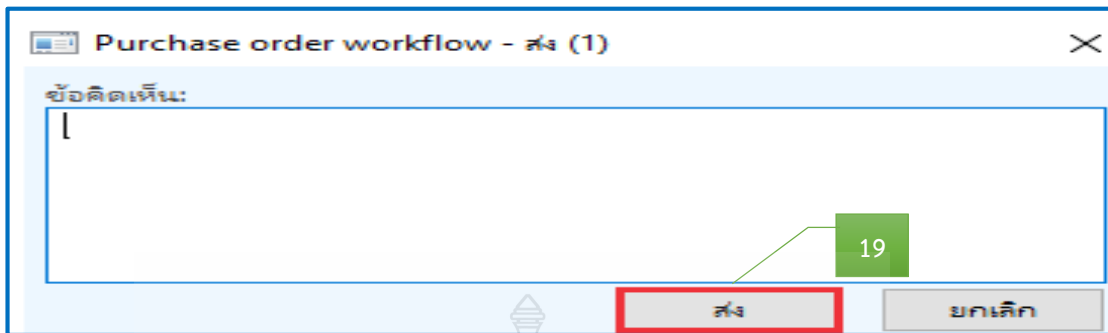 Purchase order workflow - ส่ง (1)
ข้อคิดเห็น:
19
ส่ง
ยกเลิก